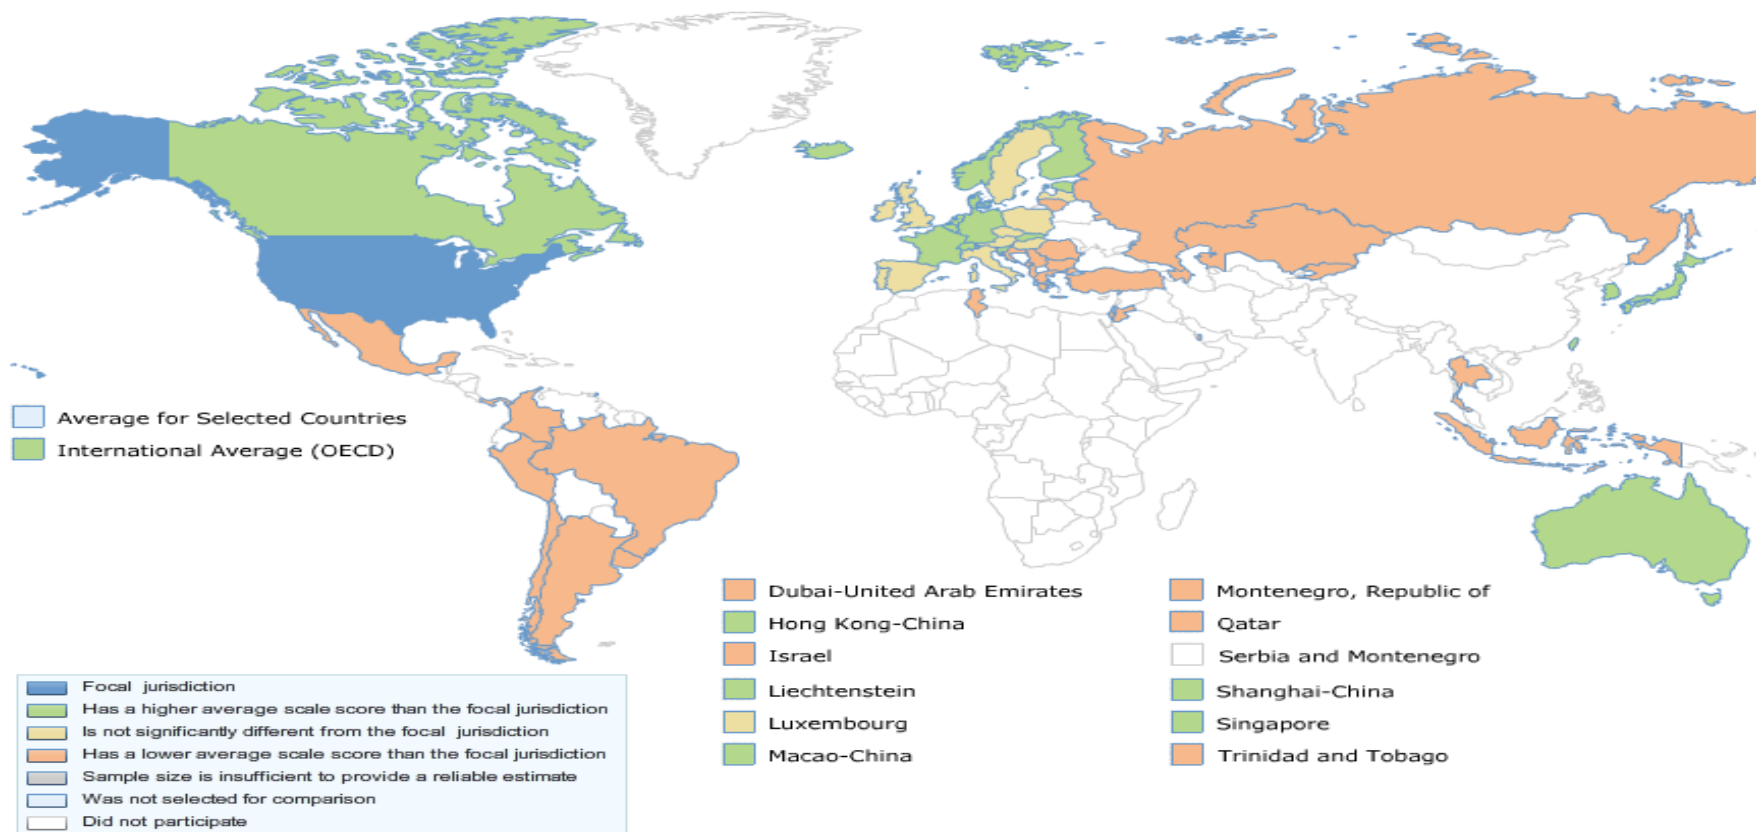 Average for Selected Countries
International Average (OECD)
Dubai-United Arab Emirates
Hong Kong-China
Israel
Liechtenstein
Luxembourg
Macao-China
Montenegro, Republic of
Qatar
Serbia and Montenegro
Shanghai-China
Singapore
Trinidad and Tobago
Focal jurisdiction
Has a higher average scale score than the focal jurisdiction
Is not significantly different from the focal jurisdiction
Has a lower average scale score than the focal jurisdiction
Sample size is insufficient to provide a reliable estimate
Was not selected for comparison
Did not participate